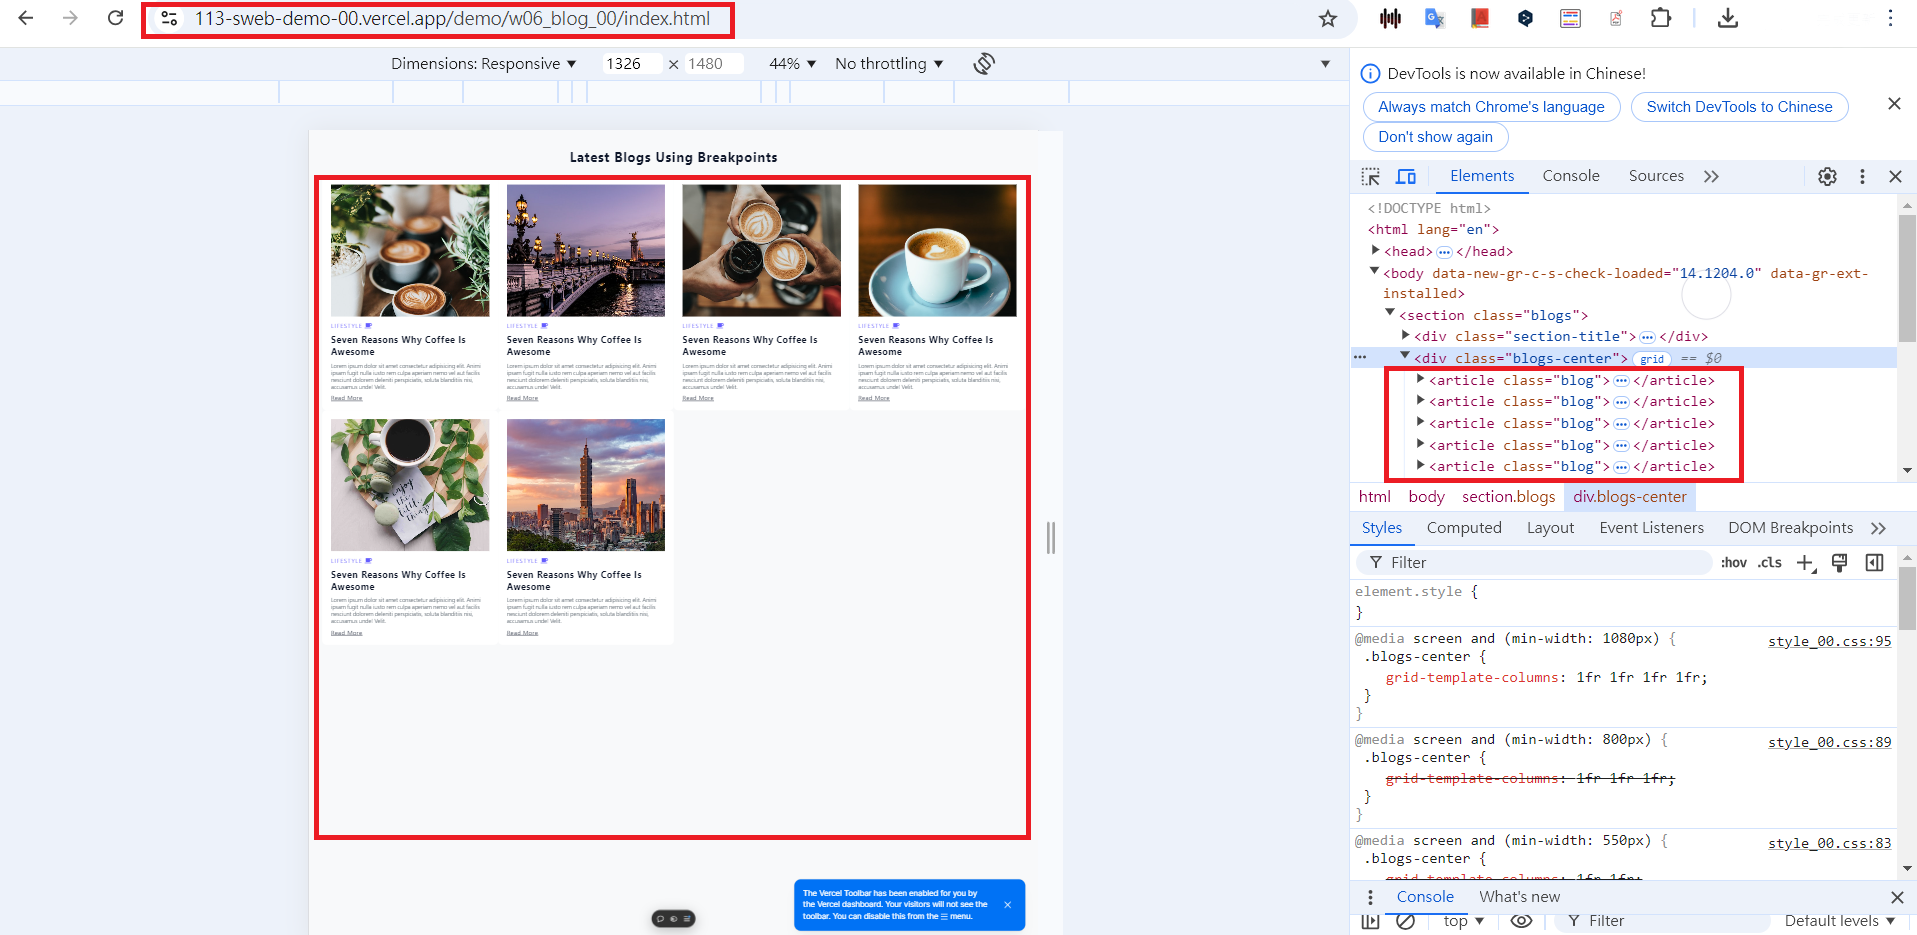 113-sweb-demo-00.vercel.app/demo/w06_blog_00/index.html
Dimensions: Responsive ▼ 1326 × 1480 44% ▼ No throttling ▼
Latest Blogs Using Breakpoints
LIFESTYLE LIFESTYLE LIFESTYLE LIFESTYLE
Seven Reasons Why Coffee Is Awesome
Lorem ipsum dolor sit amet consectetur adipisicing elit. Animi
ipsam fugit nulla iusto rem culpa aperiam nemo vel aut facilis
nesciunt dolorem deleniti perspiciatis, soluta blanditiis nisi,
accusamus unde! Velit.
Read More
Seven Reasons Why Coffee Is Awesome
Lorem ipsum dolor sit amet consectetur adipisicing elit. Animi
ipsam fugit nulla iusto rem culpa aperiam nemo vel aut facilis
nesciunt dolorem deleniti perspiciatis, soluta blanditiis nisi,
accusamus unde! Velit.
Read More
Seven Reasons Why Coffee Is Awesome
Lorem ipsum dolor sit amet consectetur adipisicing elit. Animi
ipsam fugit nulla iusto rem culpa aperiam nemo vel aut facilis
nesciunt dolorem deleniti perspiciatis, soluta blanditiis nisi,
accusamus unde! Velit.
Read More
Seven Reasons Why Coffee Is Awesome
Lorem ipsum dolor sit amet consectetur adipisicing elit. Animi
ipsam fugit nulla iusto rem culpa aperiam nemo vel aut facilis
nesciunt dolorem deleniti perspiciatis, soluta blanditiis nisi,
accusamus unde! Velit.
Read More
LIFESTYLE LIFESTYLE
Seven Reasons Why Coffee Is Awesome
Lorem ipsum dolor sit amet consectetur adipisicing elit. Animi
ipsam fugit nulla iusto rem culpa aperiam nemo vel aut facilis
nesciunt dolorem deleniti perspiciatis, soluta blanditiis nisi,
accusamus unde! Velit.
Read More
Seven Reasons Why Coffee Is Awesome
Lorem ipsum dolor sit amet consectetur adipisicing elit. Animi
ipsam fugit nulla iusto rem culpa aperiam nemo vel aut facilis
nesciunt dolorem deleniti perspiciatis, soluta blanditiis nisi,
accusamus unde! Velit.
Read More
The Vercel Toolbar has been enabled for you by
the Vercel dashboard. Your visitors will not see the
toolbar. You can disable this from the ☰ menu.
DevTools is now available in Chinese!
Always match Chrome's language Switch DevTools to Chinese
Don't show again
Elements Console Sources »
<!DOCTYPE html>
<html lang="en">
<head>…</head>
<body data-new-gr-c-s-check-loaded="14.1204.0" data-gr-ext-
installed>
<section class="blogs">
<div class="section-title">…</div>
<div class="blogs-center"> grid == $0
<article class="blog">…</article>
<article class="blog">…</article>
<article class="blog">…</article>
<article class="blog">…</article>
<article class="blog">…</article>
html body section.blogs div.blogs-center
Styles Computed Layout Event Listeners DOM Breakpoints »
Filter :hov .cls
element.style {
}
@media screen and (min-width: 1080px) { style_00.css:95
.blogs-center {
grid-template-columns: 1fr 1fr 1fr 1fr;
}
}
@media screen and (min-width: 800px) { style_00.css:89
.blogs-center {
grid-template-columns: 1fr 1fr 1fr;
}
}
@media screen and (min-width: 550px) { style_00.css:83
.blogs-center {
grid-template-columns: 1fr 1fr;
Console What's new
top ▼ Filter Default levels ▼